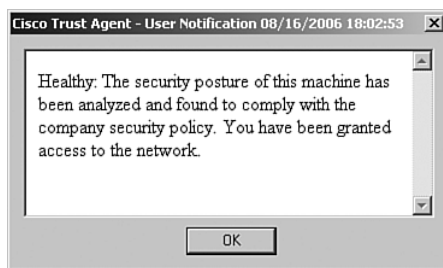 Cisco Trust Agent - User Notification 08/16/2006 18:02:53
Healthy: The security posture of this machine has
been analyzed and found to comply with the
company security policy. You have been granted
access to the network.
OK